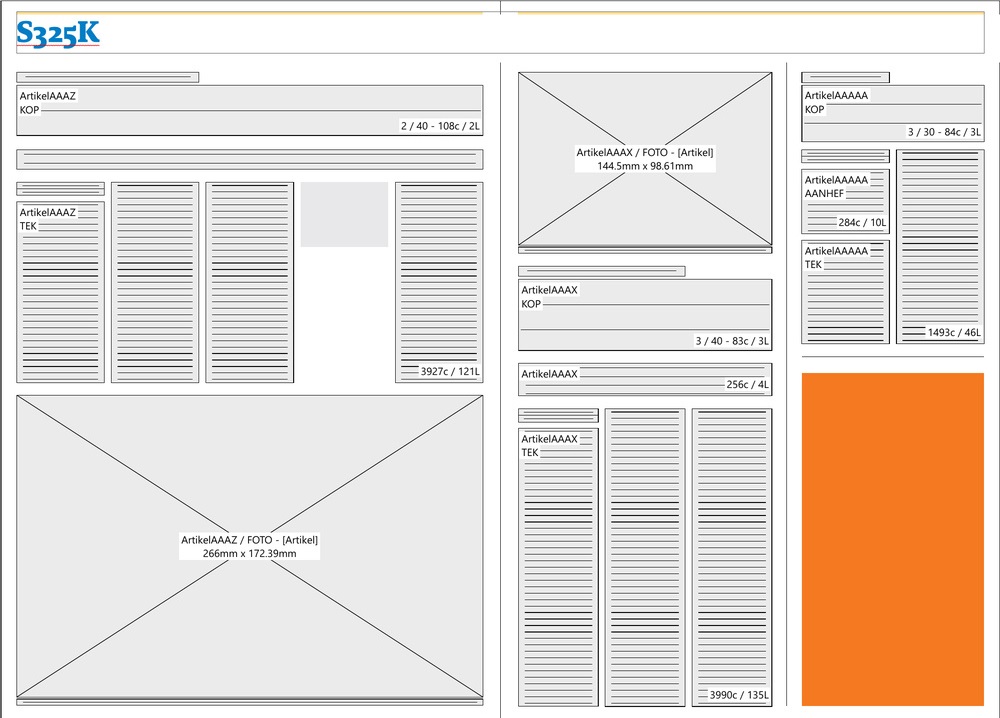 S325K
ArtikelAAAZ
KOP
2 / 40 - 108c / 2L
ArtikelAAAZ
TEK
3927c / 121L
ArtikelAAAZ / FOTO - [Artikel]
266mm x 172.39mm
ArtikelAAAX / FOTO - [Artikel]
144.5mm x 98.61mm
ArtikelAAAX
KOP
3 / 40 - 83c / 3L
ArtikelAAAX
256c / 4L
ArtikelAAAX
TEK
3990c / 135L
ArtikelAAAAA
KOP
3 / 30 - 84c / 3L
ArtikelAAAAA
AANHEF
284c / 10L
ArtikelAAAAA
TEK
1493c / 46L